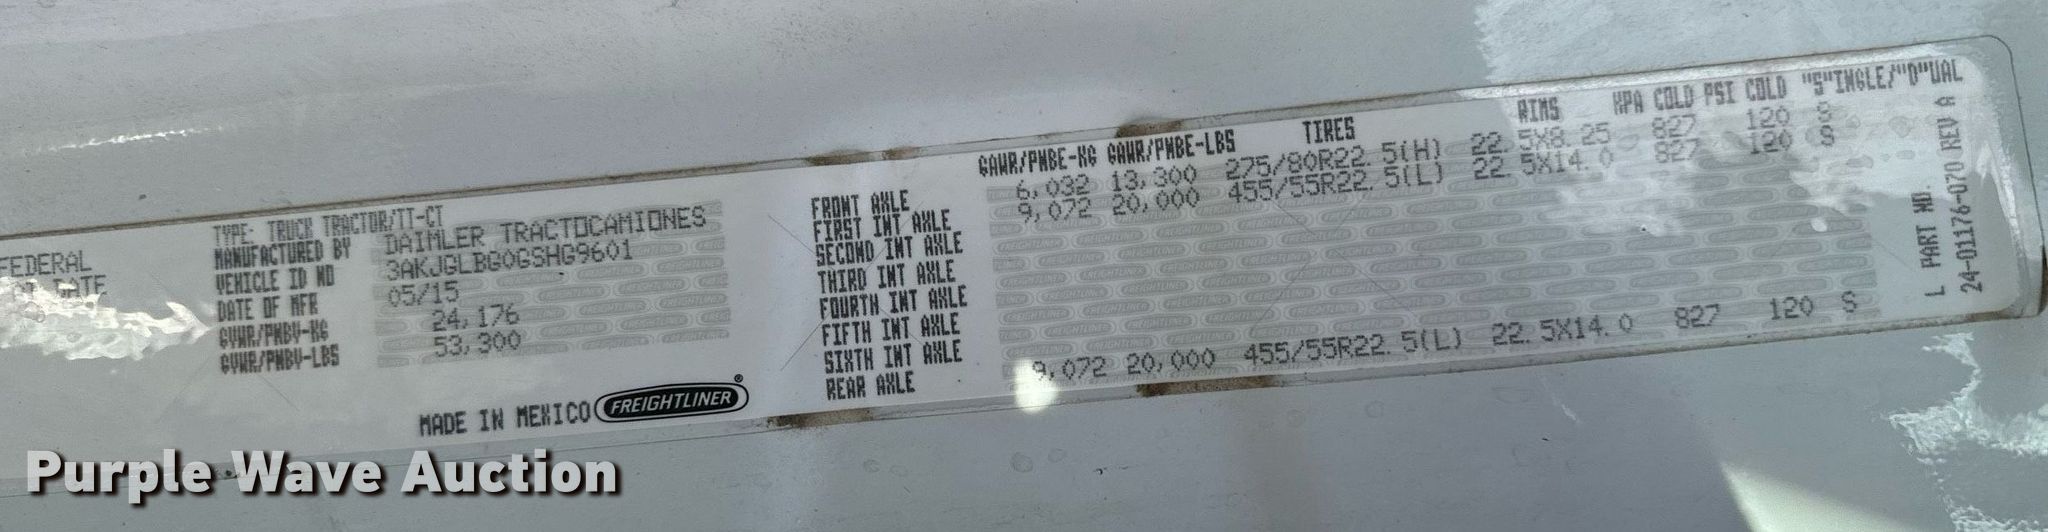 FEDERAL
DATE
TYPE: TRUCK TRACTOR/TT-CT
MANUFACTURED BY DAIMLER TRACTOCAMIONES
VEHICLE ID NO 3AKJGLBG0GSHG9601
DATE OF MFR 05/15
GVWR/PNBV-KG 24,176
GVWR/PNBV-LBS 53,300
MADE IN MEXICO FREIGHTLINER®
GAWR/PNBE-KG GAWR/PNBE-LBS TIRES RIMS KPA COLD PSI COLD "S"INGLE/"D"UAL
FRONT AXLE 6,032 13,300 275/80R22.5(H) 22.5X8.25 827 120 S
FIRST INT AXLE 9,072 20,000 455/55R22.5(L) 22.5X14.0 827 120 S
SECOND INT AXLE
THIRD INT AXLE
FOURTH INT AXLE
FIFTH INT AXLE
SIXTH INT AXLE
REAR AXLE 9,072 20,000 455/55R22.5(L) 22.5X14.0 827 120 S
L PART NO.
24-01176-070 REV A
Purple Wave Auction